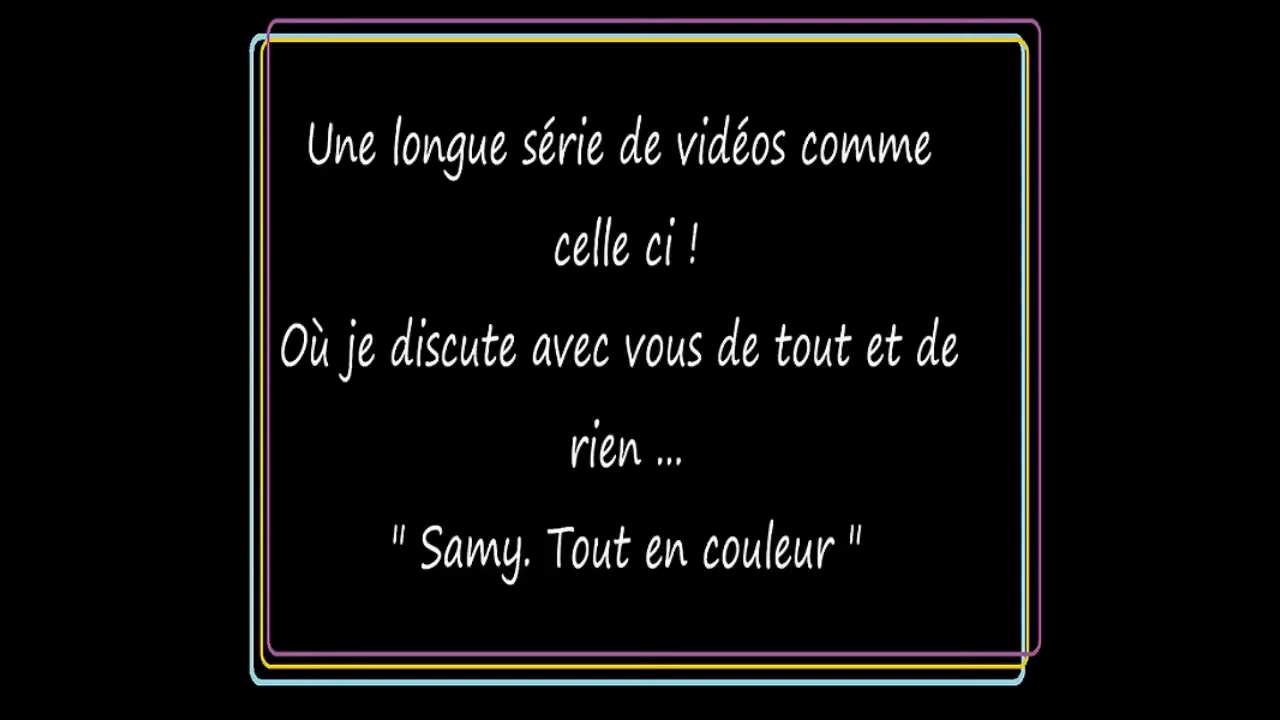 Une longue série de vidéos comme
celle ci !
Où je discute avec vous de tout et de
rien ...
" Samy. Tout en couleur "